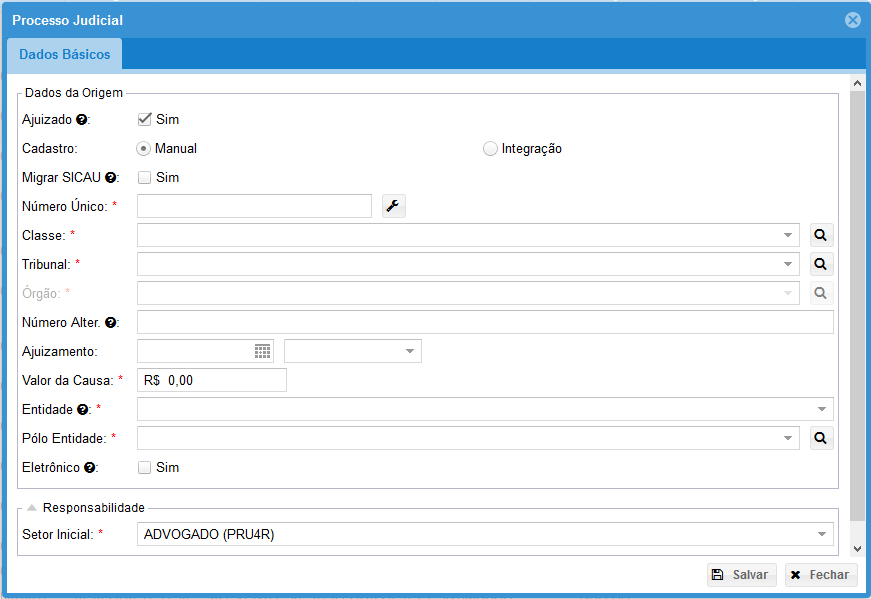 Processo Judicial
Dados Básicos
Dados da Origem
Ajuizado ?: Sim
Cadastro: Manual Integração
Migrar SICAU ?: Sim
Número Único: *
Classe: *
Tribunal: *
Órgão: *
Número Alter. ?:
Ajuizamento:
Valor da Causa: * R$ 0,00
Entidade ?: *
Pólo Entidade: *
Eletrônico ?: Sim
Responsabilidade
Setor Inicial: * ADVOGADO (PRU4R)
Salvar Fechar